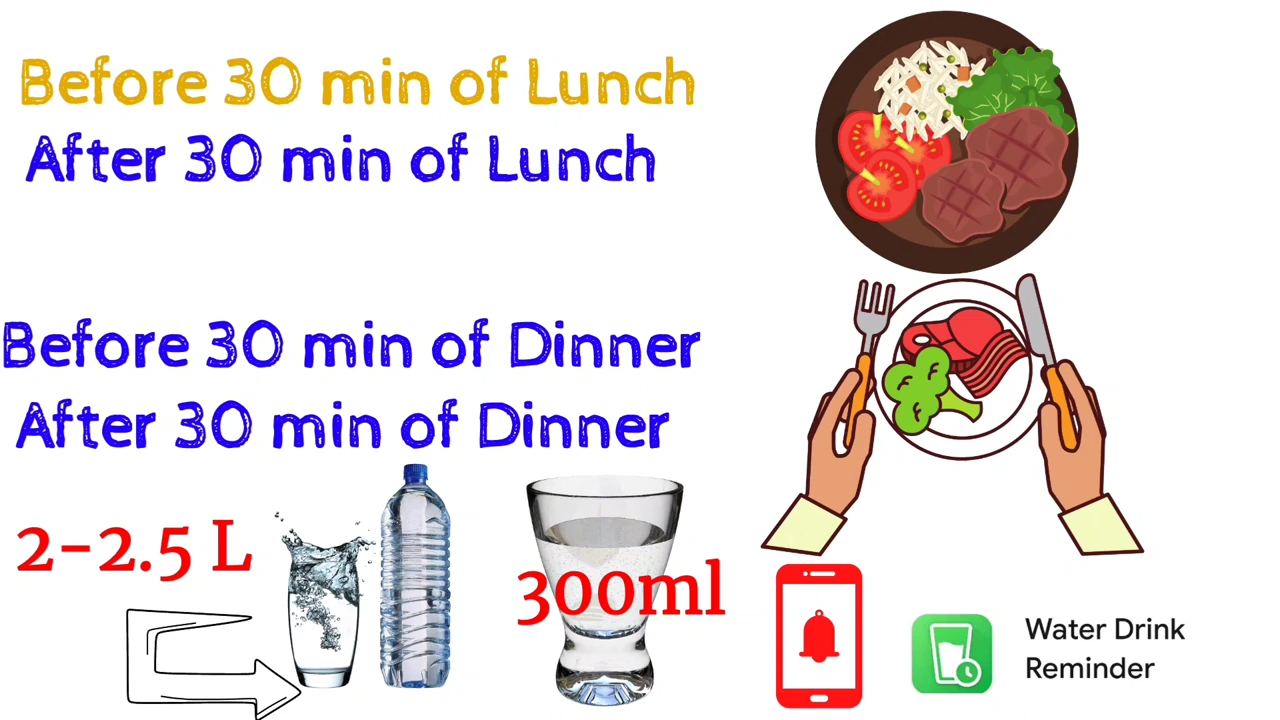 Before 30 min of Lunch
After 30 min of Lunch
Before 30 min of Dinner
After 30 min of Dinner
2-2.5 L
300ml
Water Drink
Reminder